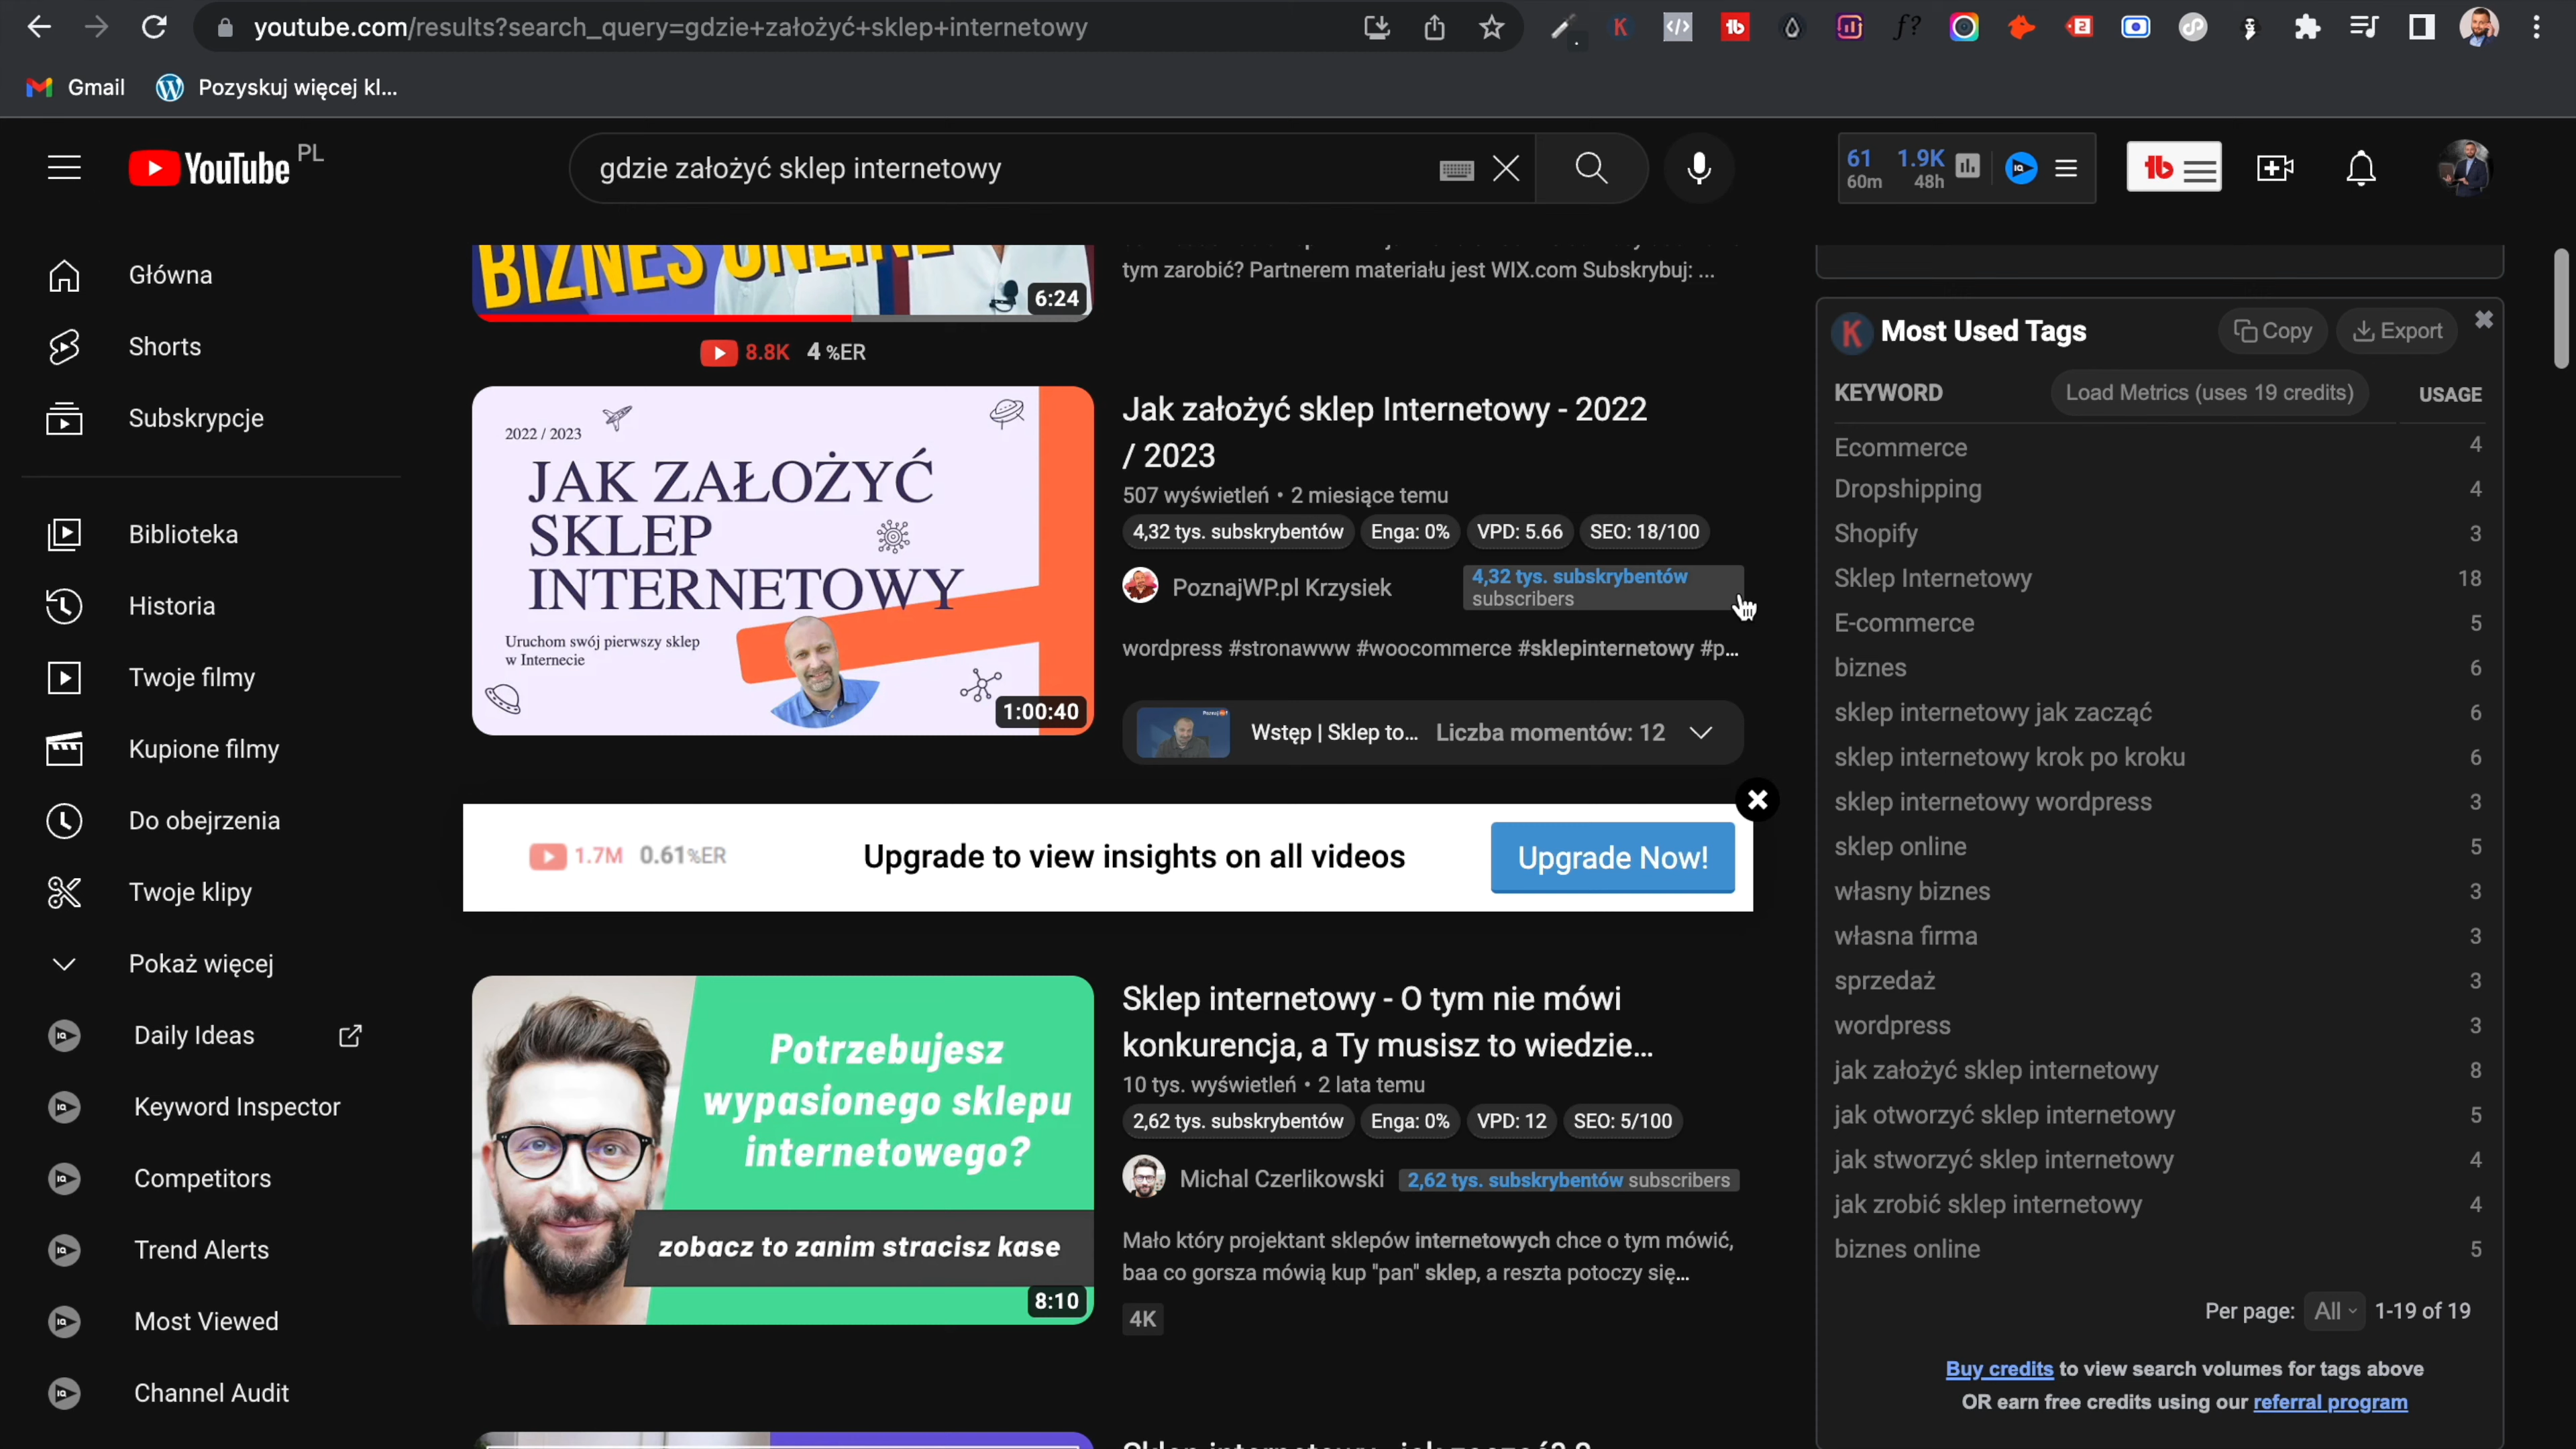 youtube.com/results?search_query=gdzie+założyć+sklep+internetowy
Gmail
Pozyskuj więcej kl...
YouTube PL
gdzie założyć sklep internetowy
61 1.9K
60m 48h
Główna
Shorts
Subskrypcje
Biblioteka
Historia
Twoje filmy
Kupione filmy
Do obejrzenia
Twoje klipy
Pokaż więcej
Daily Ideas
Keyword Inspector
Competitors
Trend Alerts
Most Viewed
Channel Audit
BIZNES ONLINE
6:24
tym zarobić? Partnerem materiału jest WIX.com Subskrybuj: ...
8.8K 4 %ER
2022 / 2023
JAK ZAŁOŻYĆ
SKLEP
INTERNETOWY
Uruchom swój pierwszy sklep
w Internecie
1:00:40
Jak założyć sklep Internetowy - 2022
/ 2023
507 wyświetleń • 2 miesiące temu
4,32 tys. subskrybentów Enga: 0% VPD: 5.66 SEO: 18/100
PoznajWP.pl Krzysiek
4,32 tys. subskrybentów
subscribers
wordpress #stronawww #woocommerce #sklepinternetowy #p...
Wstęp | Sklep to... Liczba momentów: 12
1.7M 0.61%ER
Upgrade to view insights on all videos
Upgrade Now!
Potrzebujesz
wypasionego sklepu
internetowego?
zobacz to zanim stracisz kase
8:10
Sklep internetowy - O tym nie mówi
konkurencja, a Ty musisz to wiedzie...
10 tys. wyświetleń • 2 lata temu
2,62 tys. subskrybentów Enga: 0% VPD: 12 SEO: 5/100
Michal Czerlikowski 2,62 tys. subskrybentów subscribers
Mało który projektant sklepów internetowych chce o tym mówić,
baa co gorsza mówią kup "pan" sklep, a reszta potoczy się...
4K
K Most Used Tags Copy Export
KEYWORD Load Metrics (uses 19 credits) USAGE
Ecommerce 4
Dropshipping 4
Shopify 3
Sklep Internetowy 18
E-commerce 5
biznes 6
sklep internetowy jak zacząć 6
sklep internetowy krok po kroku 6
sklep internetowy wordpress 3
sklep online 5
własny biznes 3
własna firma 3
sprzedaż 3
wordpress 3
jak założyć sklep internetowy 8
jak otworzyć sklep internetowy 5
jak stworzyć sklep internetowy 4
jak zrobić sklep internetowy 4
biznes online 5
Per page: All 1-19 of 19
Buy credits to view search volumes for tags above
OR earn free credits using our referral program